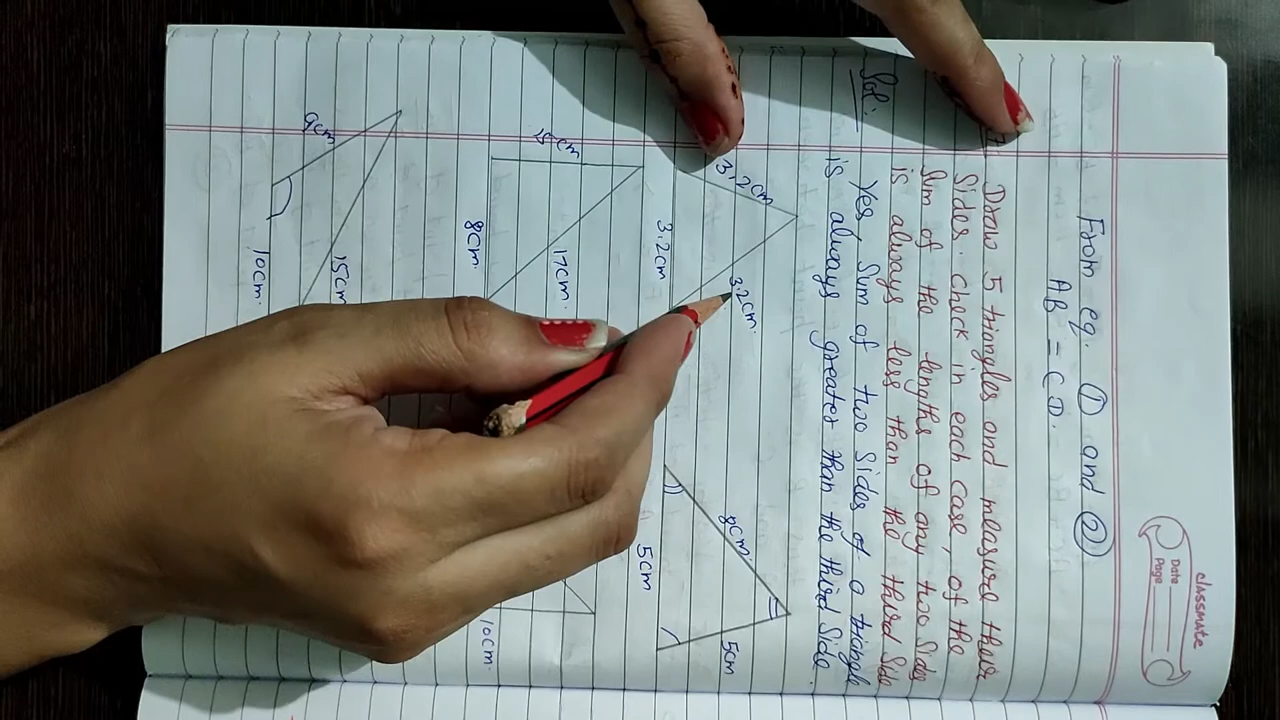 classmate
Date
Page
From eq. ① and ②
AB = CD.
Draw 5 triangles and measure their
Sides. check in each case, of the
Sum of the lengths of any two Sides
is always less than the third Side
Sol:
Yes, Sum of two Sides of a triangle
is always greater than the third Side.
3.2cm
3.2cm.
3.2cm
8cm.
5cm
5cm
15cm
17cm.
8cm.
10cm.
9cm
15cm
10cm.